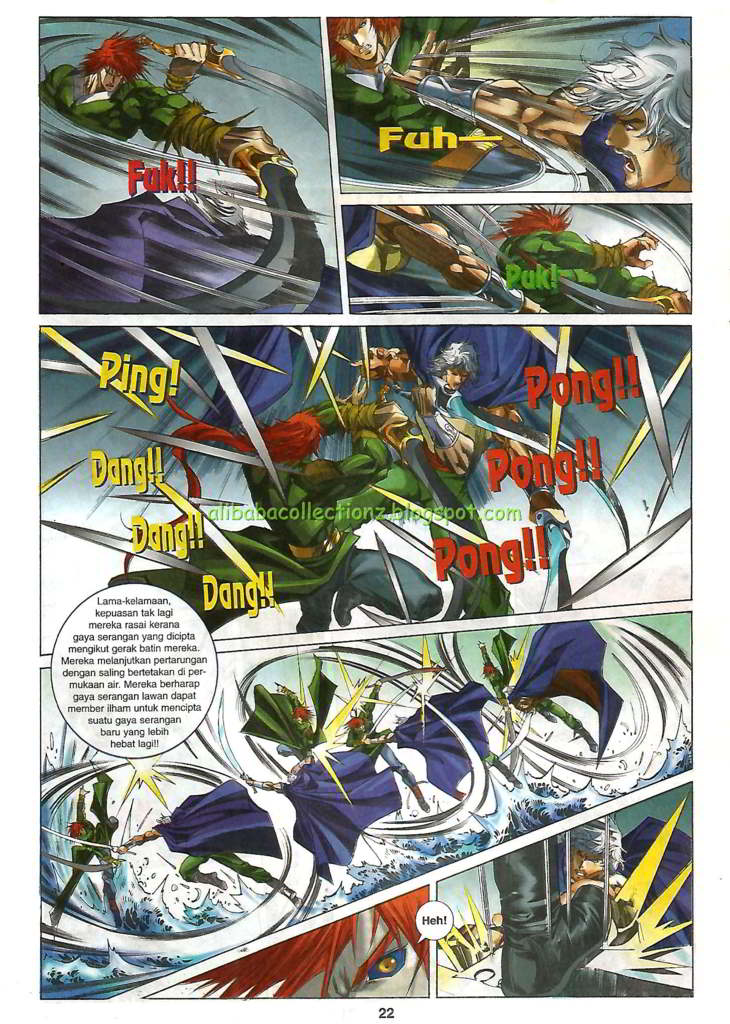 Fuk!!
Fuh—
Puk!
Ping!
Pong!!
Dang!!
Pong!!
alibabacollectionz.blogspot.com
Dang!!
Pong!!
Dang!!
Lama-kelamaan,
kepuasan tak lagi
mereka rasai kerana
gaya serangan yang dicipta
mengikut gerak batin mereka.
Mereka melanjutkan pertarungan
dengan saling bertetakan di per-
mukaan air. Mereka berharap
gaya serangan lawan dapat
member ilham untuk mencipta
suatu gaya serangan
baru yang lebih
hebat lagi!!
Heh!
22